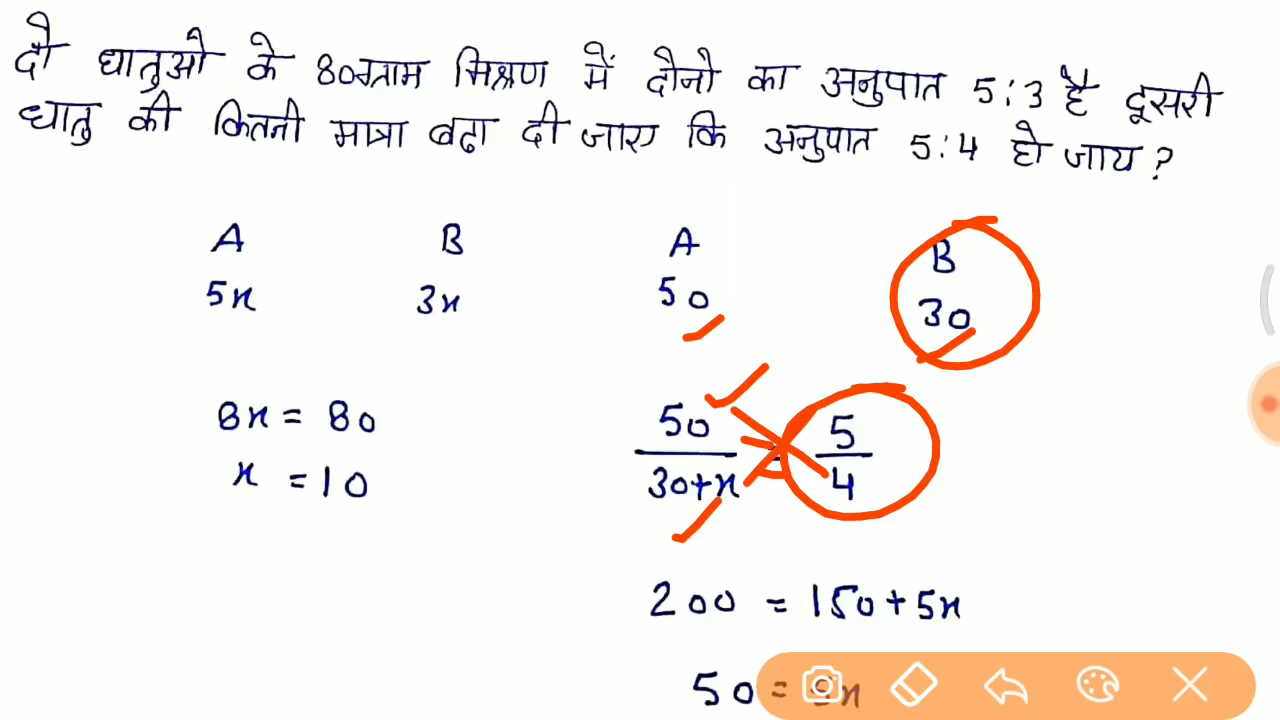 दो धातुओ के 80ग्राम मिश्रण में दोनो का अनुपात 5:3 है दूसरी
धातु की कितनी मात्रा बढा दी जाए कि अनुपात 5:4 हो जाय?
A B A B
5x 3x 50 30
8x = 80
x = 10
50/30+x = 5/4
200 = 150+5x
50 = 5x